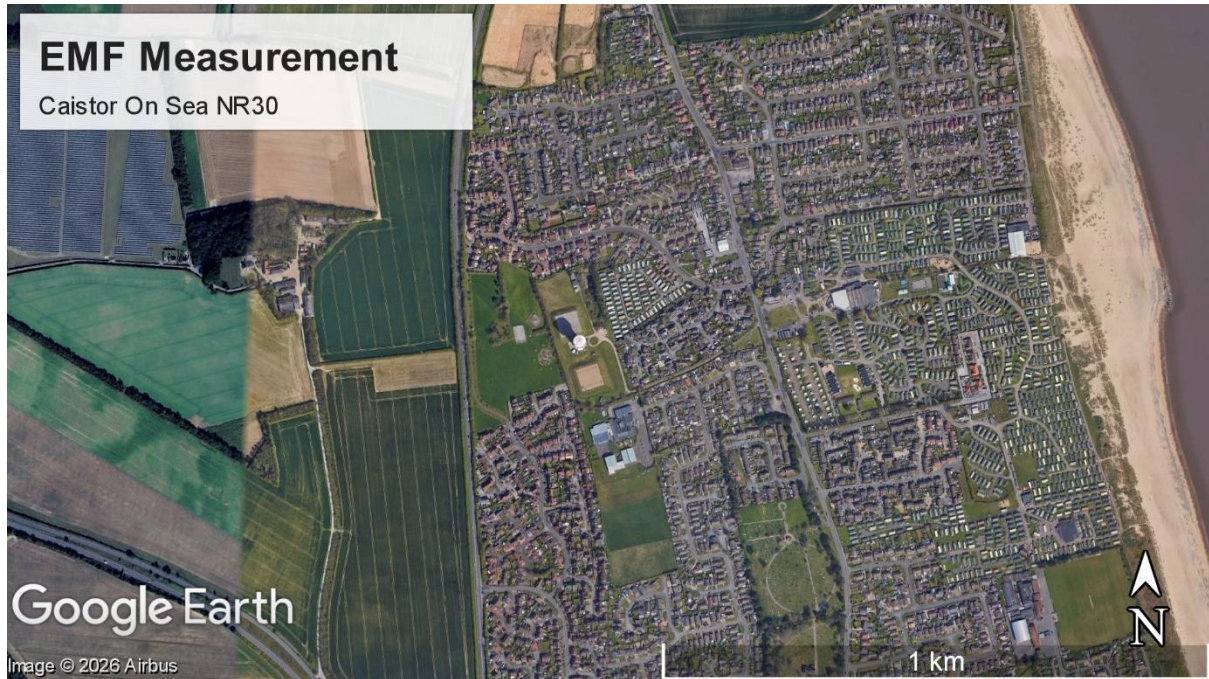 EMF Measurement
Caistor On Sea NR30
Google Earth
Image © 2026 Airbus
1 km
N